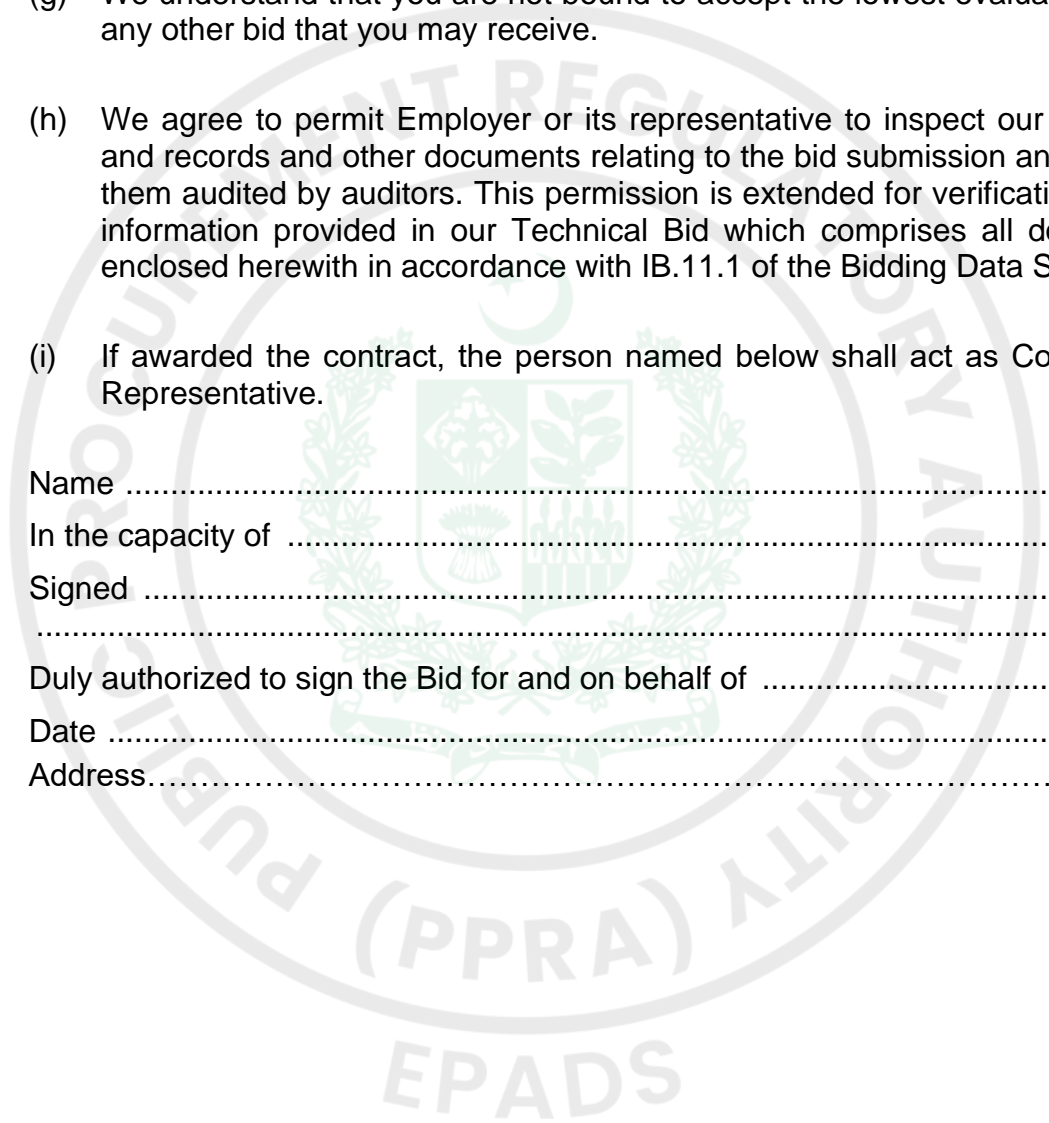 (g) We understand that you are not bound to accept the lowest
any other bid that you may receive.
(h) We agree to permit Employer or its representative to inspect our
and records and other documents relating to the bid submission
them audited by auditors. This permission is extended for
information provided in our Technical Bid which comprises all
enclosed herewith in accordance with IB.11.1 of the Bidding Data
(i) If awarded the contract, the person named below shall act as
Representative.
Name ................................................................................
In the capacity of ................................................................
Signed ................................................................................
................................................................................
Duly authorized to sign the Bid for and on behalf of ................................
Date ................................................................................
Address................................................................................
PUBLIC PROCUREMENT REGULATORY AUTHORITY
(PPRA)
EPADS